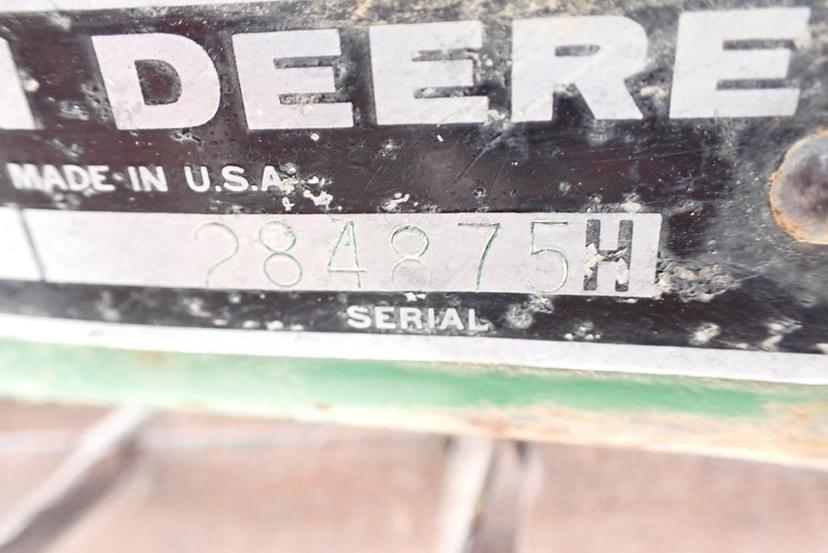 DEERE
MADE IN U.S.A.
284875H
SERIAL